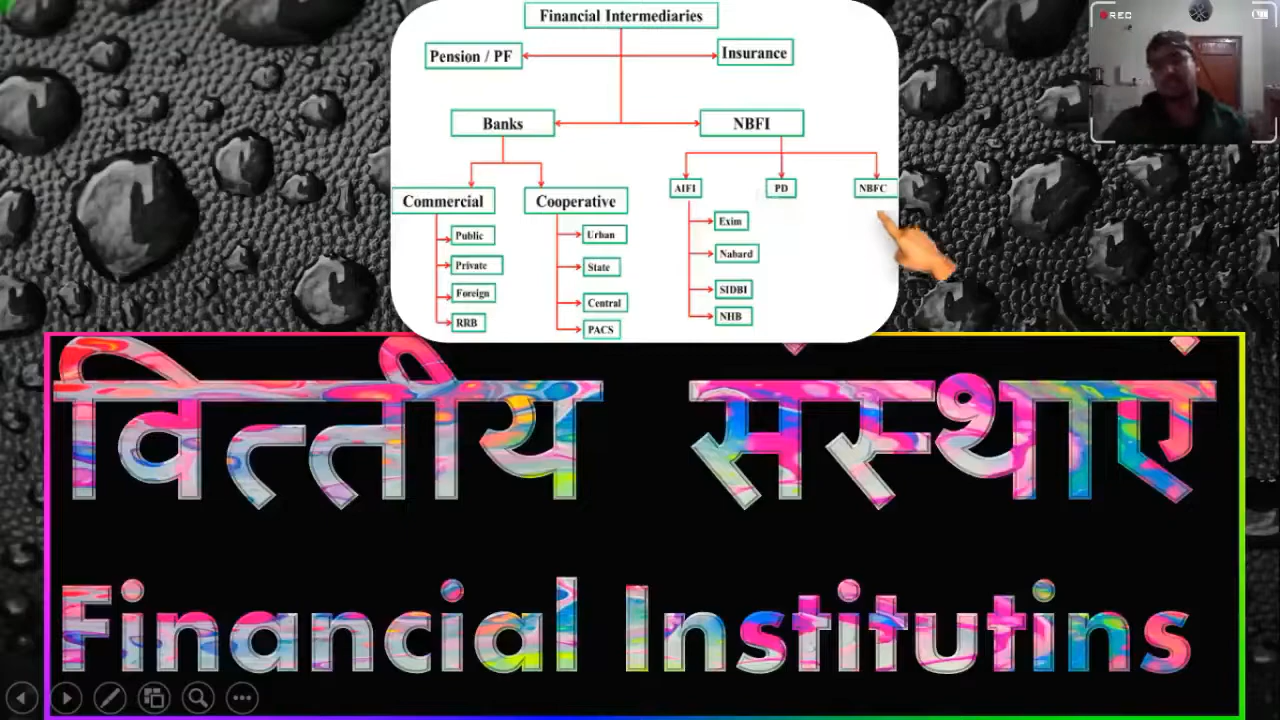 Financial Intermediaries
Pension / PF
Insurance
Banks
NBFI
Commercial
Cooperative
AIFI
PD
NBFC
Public
Private
Foreign
RRB
Urban
State
Central
PACS
Exim
Nabard
SIDBI
NHB
REC
वित्तीय संस्थाएं
Financial Institutins